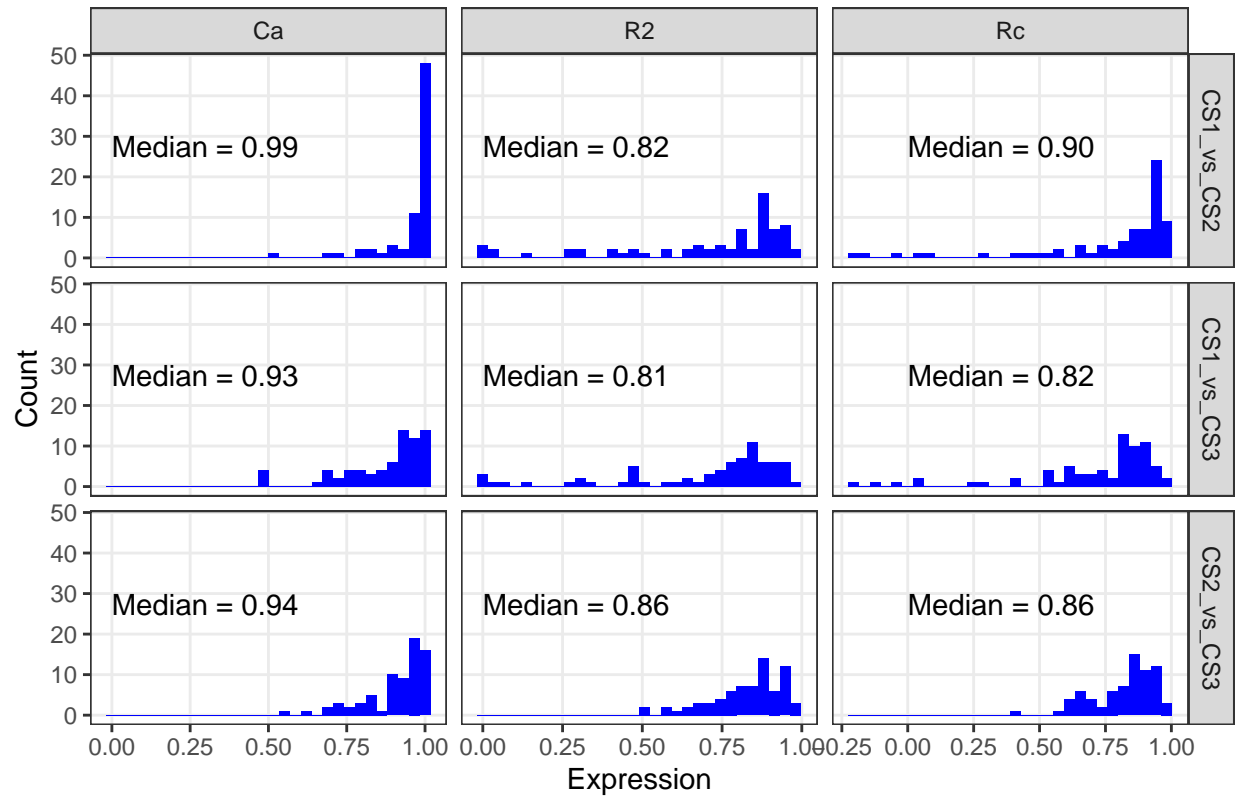 Ca R2 Rc
50
40
30
20
10
0
Median = 0.99 Median = 0.82 Median = 0.90
CS1_vs_CS2
50
40
30
20
10
0
Median = 0.93 Median = 0.81 Median = 0.82
CS1_vs_CS3
50
40
30
20
10
0
Median = 0.94 Median = 0.86 Median = 0.86
CS2_vs_CS3
Count
0.00 0.25 0.50 0.75 1.00 0.00 0.25 0.50 0.75 1.00 -0.25 0.00 0.25 0.50 0.75 1.00
Expression